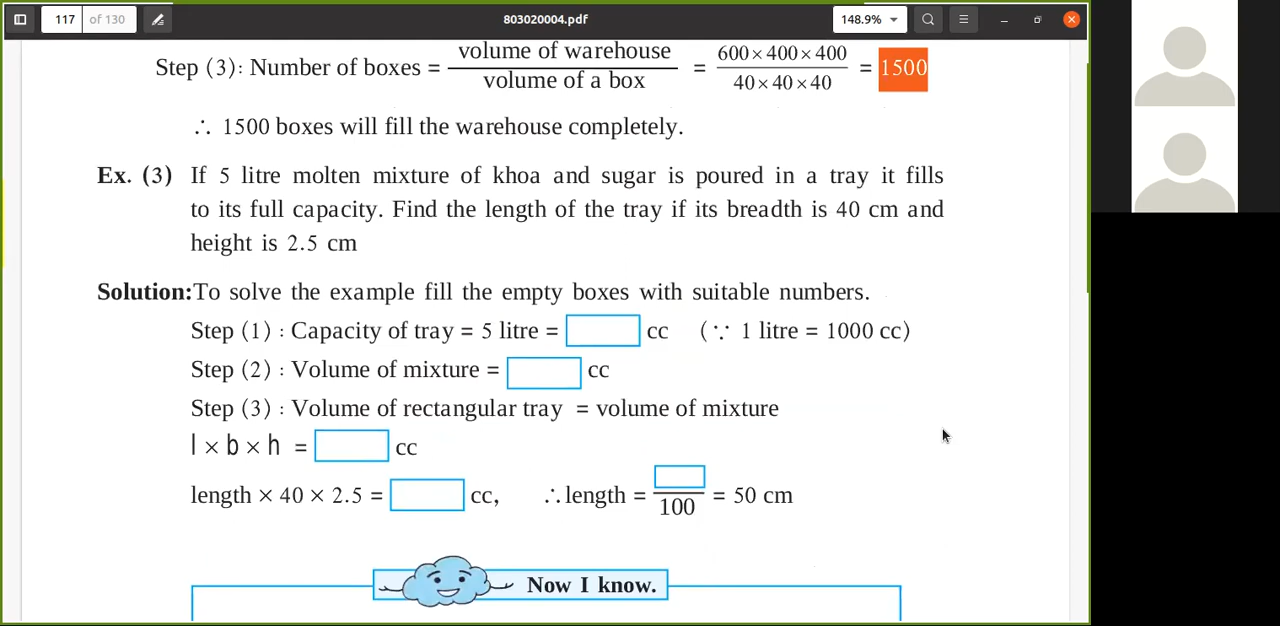 117 of 130
803020004.pdf
148.9%
Step (3): Number of boxes = volume of warehouse / volume of a box = 600×400×400 / 40×40×40 = 1500
∴ 1500 boxes will fill the warehouse completely.
Ex. (3) If 5 litre molten mixture of khoa and sugar is poured in a tray it fills
to its full capacity. Find the length of the tray if its breadth is 40 cm and
height is 2.5 cm
Solution:To solve the example fill the empty boxes with suitable numbers.
Step (1) : Capacity of tray = 5 litre = cc (∵ 1 litre = 1000 cc)
Step (2) : Volume of mixture = cc
Step (3) : Volume of rectangular tray = volume of mixture
l × b × h = cc
length × 40 × 2.5 = cc, ∴length = / 100 = 50 cm
Now I know.